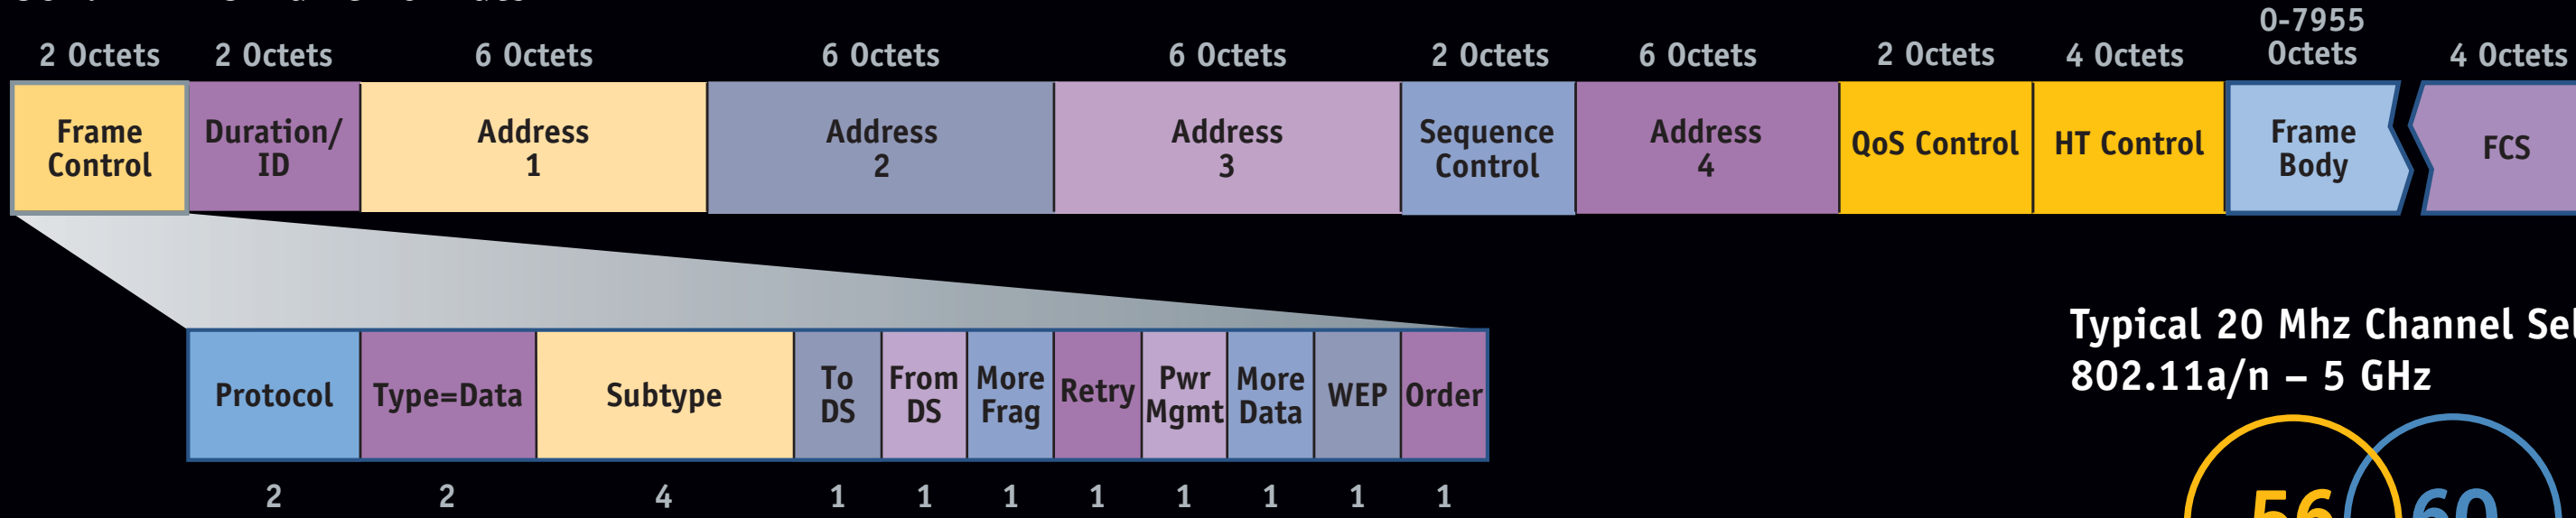 2 Octets 2 Octets 6 Octets 6 Octets 6 Octets 2 Octets 6 Octets 2 Octets 4 Octets 0-7955 Octets 4 Octets
Frame Control
Duration/ ID
Address 1
Address 2
Address 3
Sequence Control
Address 4
QoS Control
HT Control
Frame Body
FCS
Protocol
Type=Data
Subtype
To DS
From DS
More Frag
Retry
Pwr Mgmt
More Data
WEP
Order
2 2 4 1 1 1 1 1 1 1 1
Typical 20 Mhz Channel Sel
802.11a/n – 5 GHz
56 60